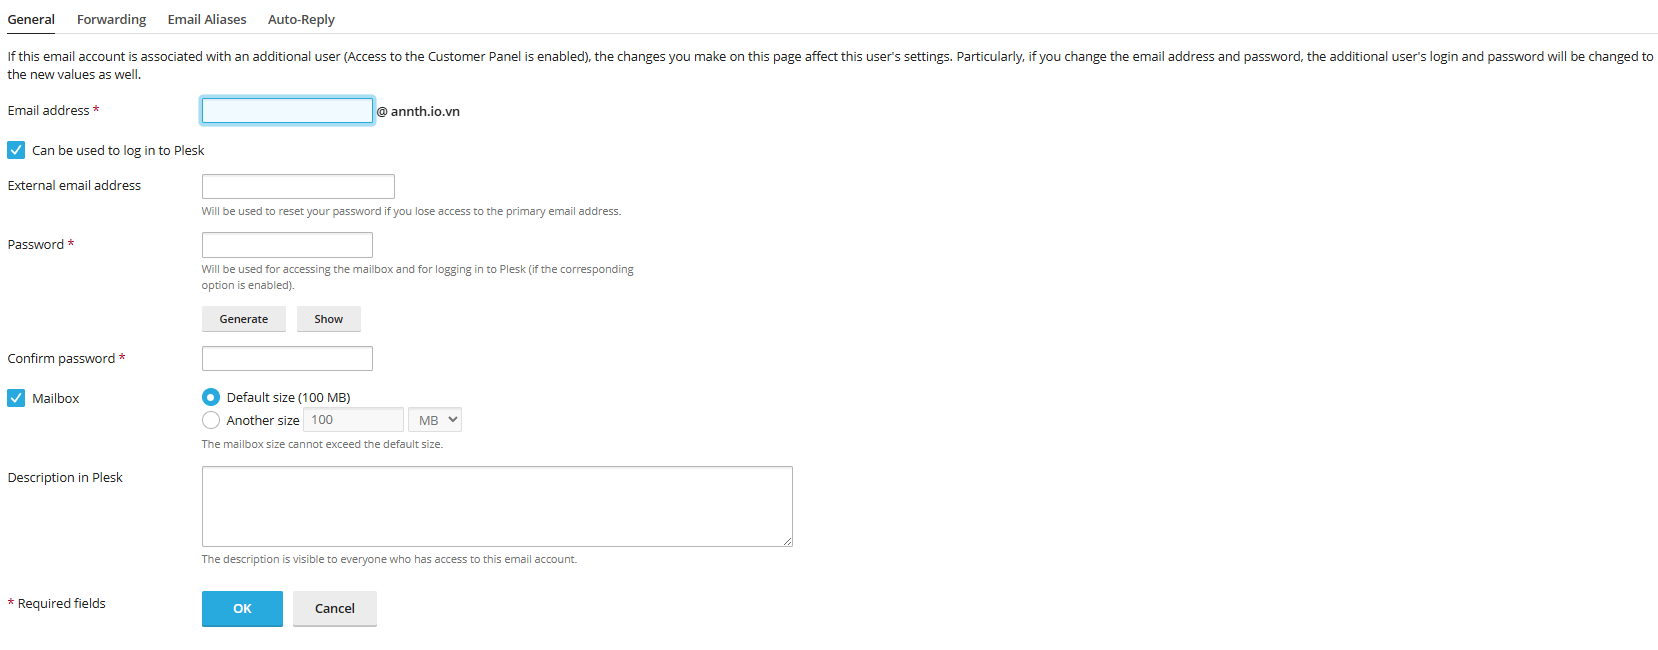 General Forwarding Email Aliases Auto-Reply
If this email account is associated with an additional user (Access to the Customer Panel is enabled), the changes you make on this page affect this user's settings. Particularly, if you change the email address and password, the additional user's login and password will be changed to
the new values as well.
Email address * @ annth.io.vn
Can be used to log in to Plesk
External email address
Will be used to reset your password if you lose access to the primary email address.
Password *
Will be used for accessing the mailbox and for logging in to Plesk (if the corresponding
option is enabled).
Generate Show
Confirm password *
Mailbox Default size (100 MB)
Another size 100 MB
The mailbox size cannot exceed the default size.
Description in Plesk
The description is visible to everyone who has access to this email account.
* Required fields OK Cancel